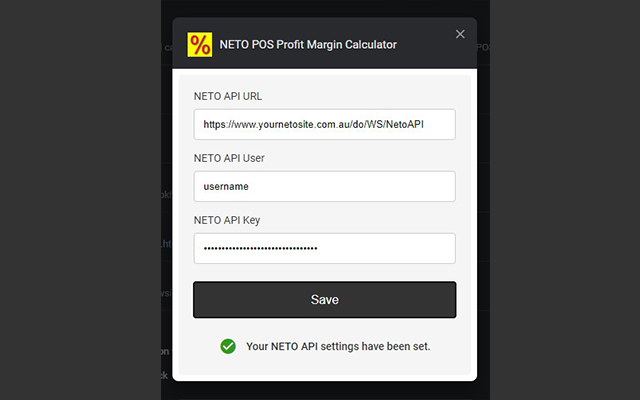 %
NETO POS Profit Margin Calculator
NETO API URL
https://www.yournetosite.com.au/do/WS/NetoAPI
NETO API User
username
NETO API Key
••••••••••••••••••••••••••••••••
Save
Your NETO API settings have been set.